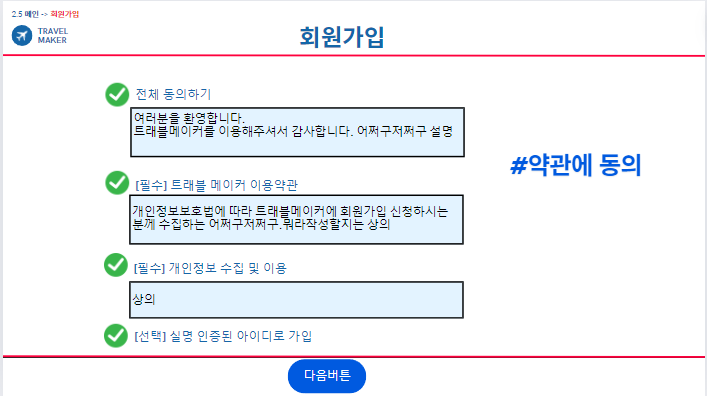 2.5 메인 -> 회원가입
TRAVEL
MAKER
회원가입
전체 동의하기
여러분을 환영합니다.
트래블메이커를 이용해주셔서 감사합니다. 어쩌구저쩌구 설명
#약관에 동의
[필수] 트래블 메이커 이용약관
개인정보보호법에 따라 트래블메이커에 회원가입 신청하시는
분께 수집하는 어쩌구저쩌구.뭐라작성할지는 상의
[필수] 개인정보 수집 및 이용
상의
[선택] 실명 인증된 아이디로 가입
다음버튼